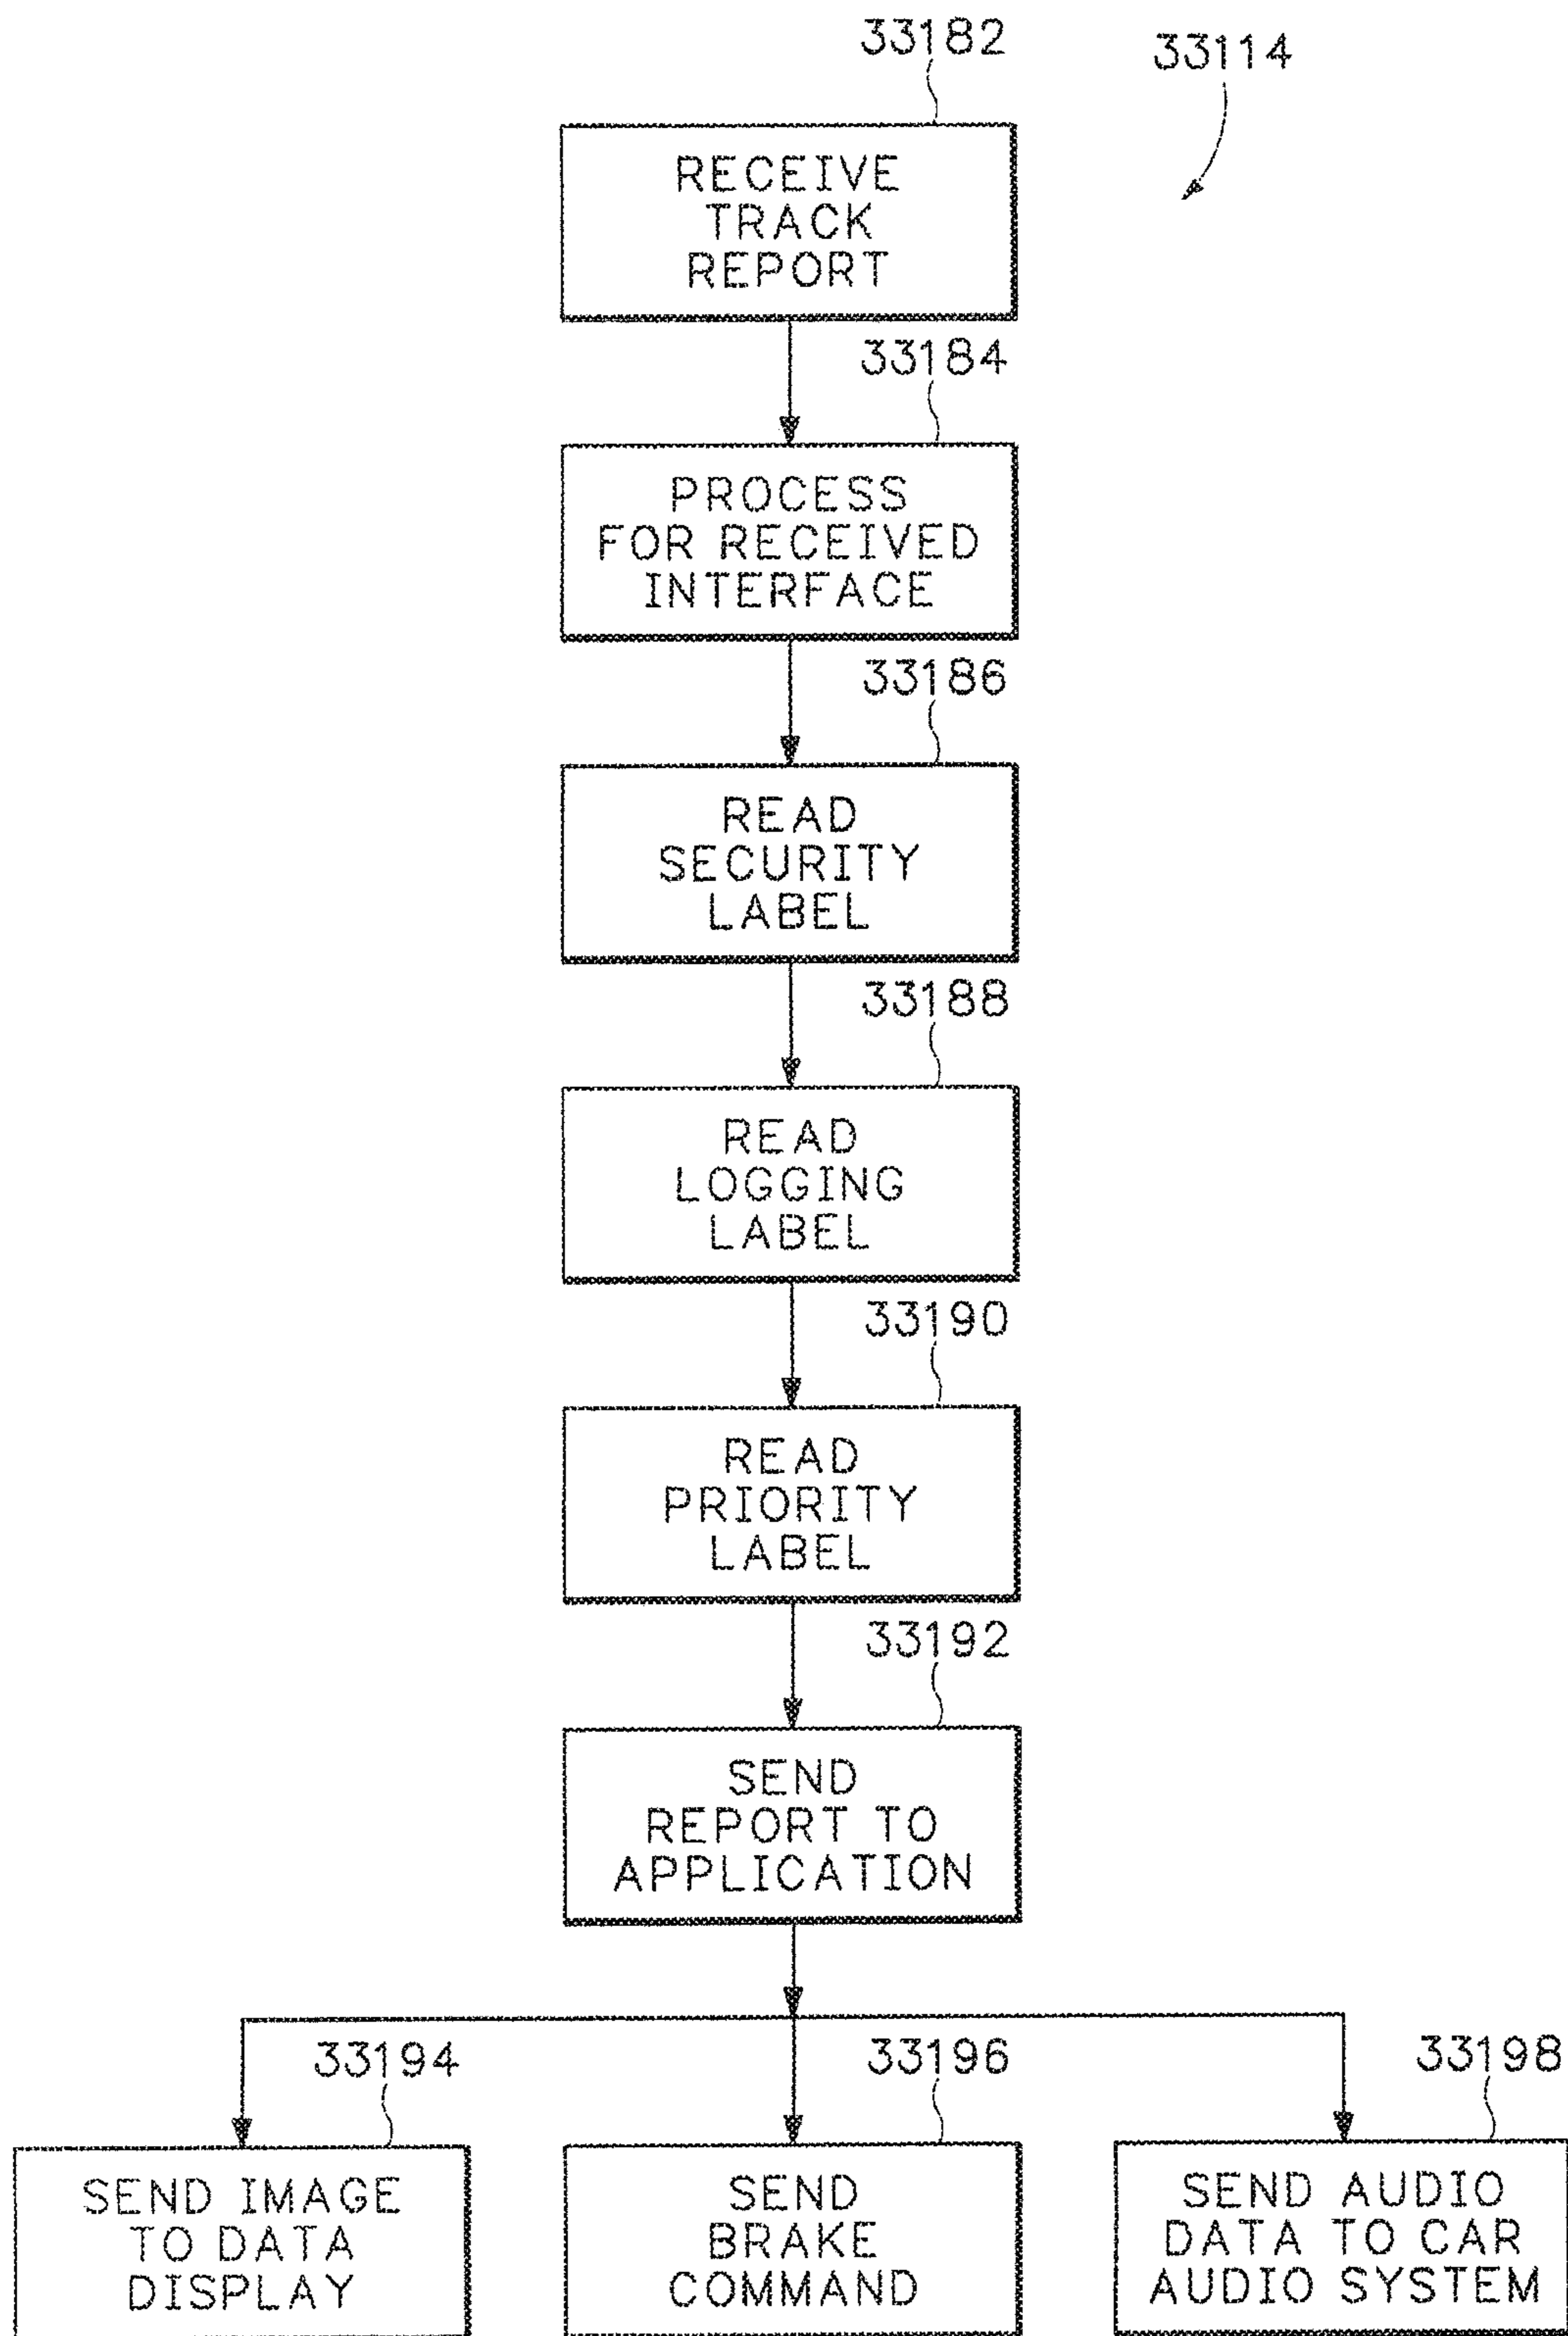 33182
33114
RECEIVE
TRACK
REPORT
33184
PROCESS
FOR RECEIVED
INTERFACE
33186
READ
SECURITY
LABEL
33188
READ
LOGGING
LABEL
33190
READ
PRIORITY
LABEL
33192
SEND
REPORT TO
APPLICATION
33194
SEND IMAGE
TO DATA
DISPLAY
33196
SEND
BRAKE
COMMAND
33198
SEND AUDIO
DATA TO CAR
AUDIO SYSTEM